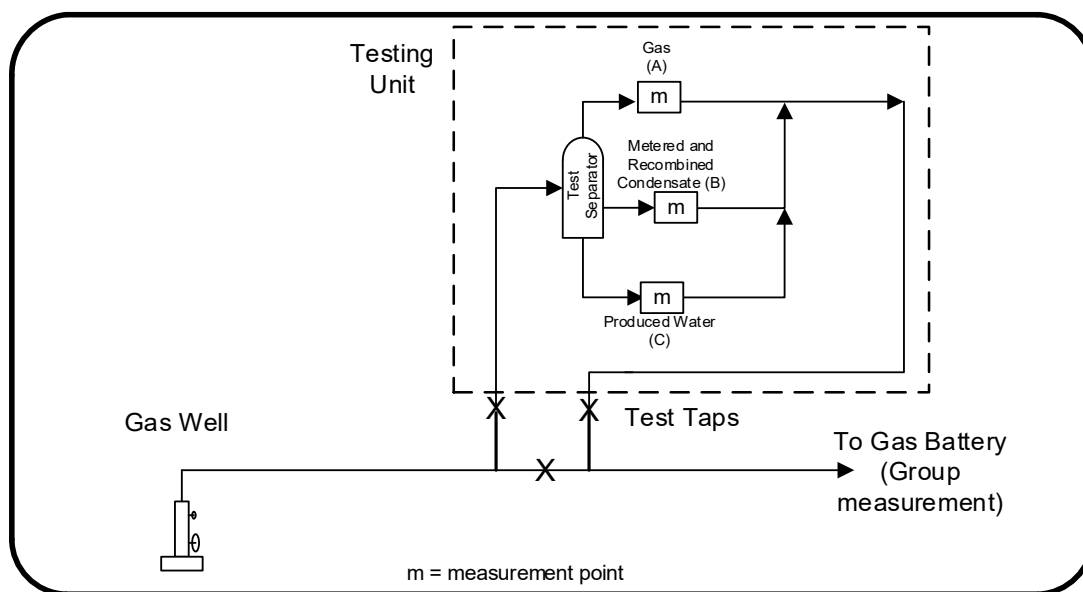 Testing
Unit
Gas
(A)
m
Metered and
Recombined
Condensate (B)
m
Test
Separator
m
Produced Water
(C)
X
X
Test Taps
Gas Well
X
To Gas Battery
(Group
measurement)
m = measurement point